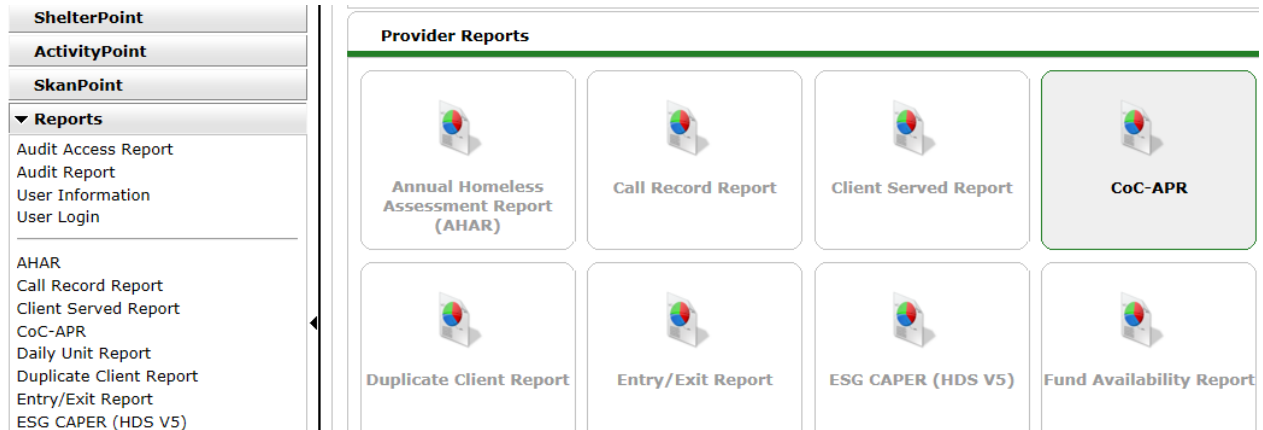 ShelterPoint
ActivityPoint
SkanPoint
Reports
Audit Access Report
Audit Report
User Information
User Login
AHAR
Call Record Report
Client Served Report
CoC-APR
Daily Unit Report
Duplicate Client Report
Entry/Exit Report
ESG CAPER (HDS V5)
Provider Reports
Annual Homeless
Assessment Report
(AHAR)
Call Record Report
Client Served Report
CoC-APR
Duplicate Client Report
Entry/Exit Report
ESG CAPER (HDS V5)
Fund Availability Report